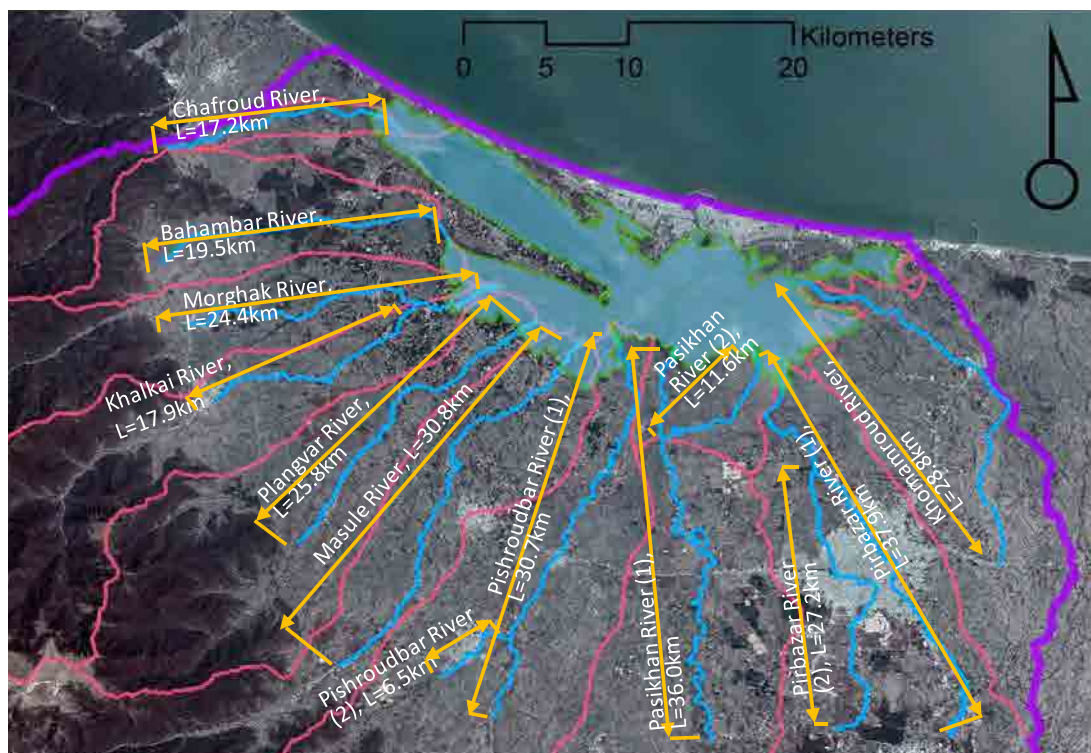 Kilometers
0 5 10 20
Chafroud River,
L=17.2km
Bahambar River.
L=19.5km
Morghak River.
L=24.4km
Khalkai River,
L=17.9km
Plangvar River,
L=25.8km
Masule River, L=30.8km
Pishroudbar River
(2), L=6.5km
Pishroudbar River (1),
L=30.7km
Pasikhan River (1),
L=36.0km
Pasikhan
River (2),
L=11.6km
Pirbazar River
(2), L=27.2km
Pirbazar River (1),
L=37.9km
Khomamroud River,
L=28.8km